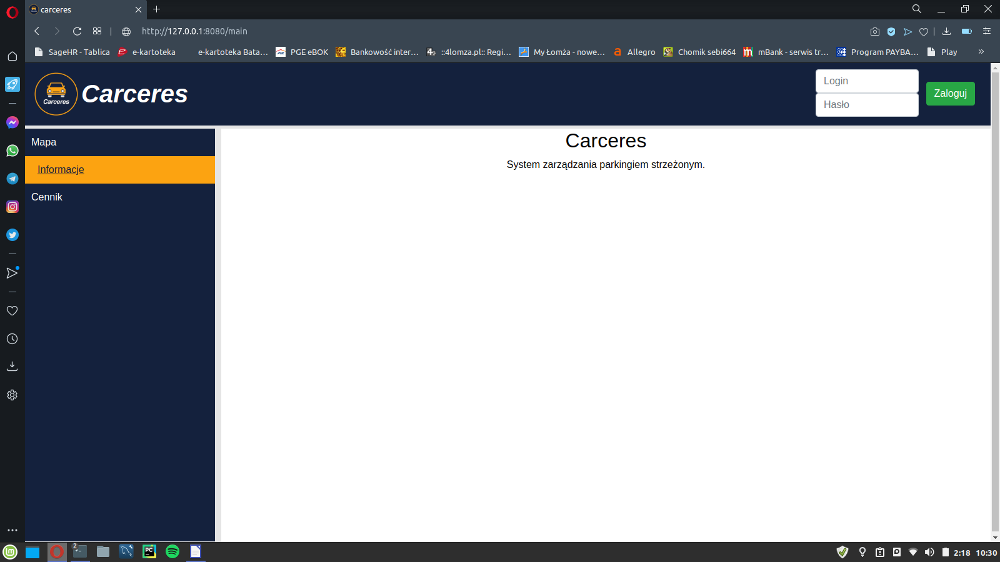 carceres
http://127.0.0.1:8080/main
SageHR - Tablica
e-kartoteka
e-kartoteka Bata...
PGE eBOK
Bankowość inter...
::4lomza.pl:: Regi...
My Łomża - nowe...
Allegro
Chomik sebi664
mBank - serwis tr...
Program PAYBA...
Play
Carceres
Carceres
Login
Hasło
Zaloguj
Mapa
Informacje
Cennik
Carceres
System zarządzania parkingiem strzeżonym.
2
PC
2:18 10:30